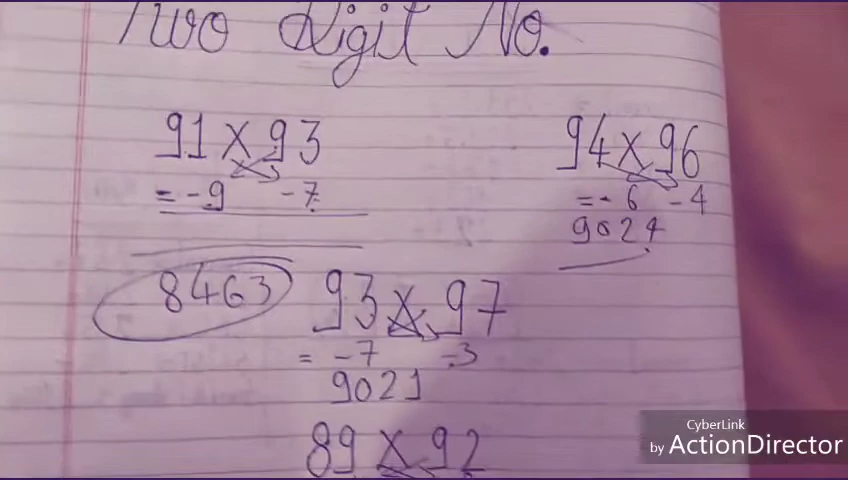 Two Digit No.
91 X 93
= -9 -7
8463
94 X 96
= - 6 - 4
9024
93 X 97
= -7 -3
9021
89 X 92
CyberLink
by ActionDirector